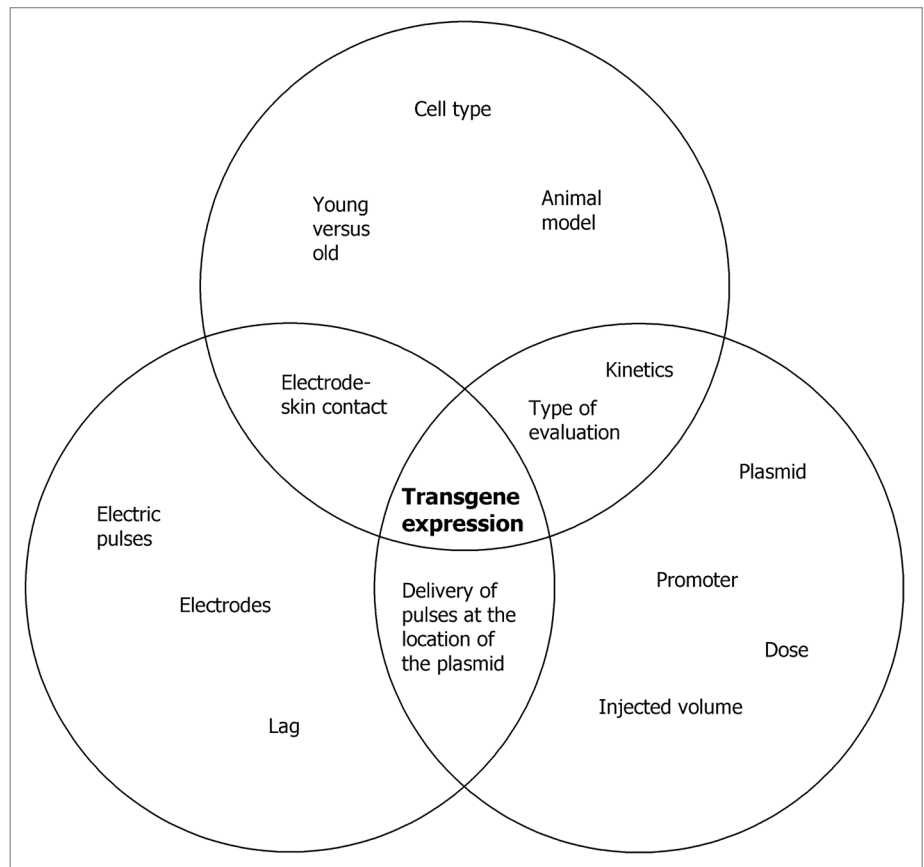 Cell type
Young
versus
old
Animal
model
Electrode-
skin contact
Kinetics
Type of
evaluation
Transgene
expression
Electric
pulses
Electrodes
Lag
Delivery of
pulses at the
location of
the plasmid
Plasmid
Promoter
Dose
Injected volume